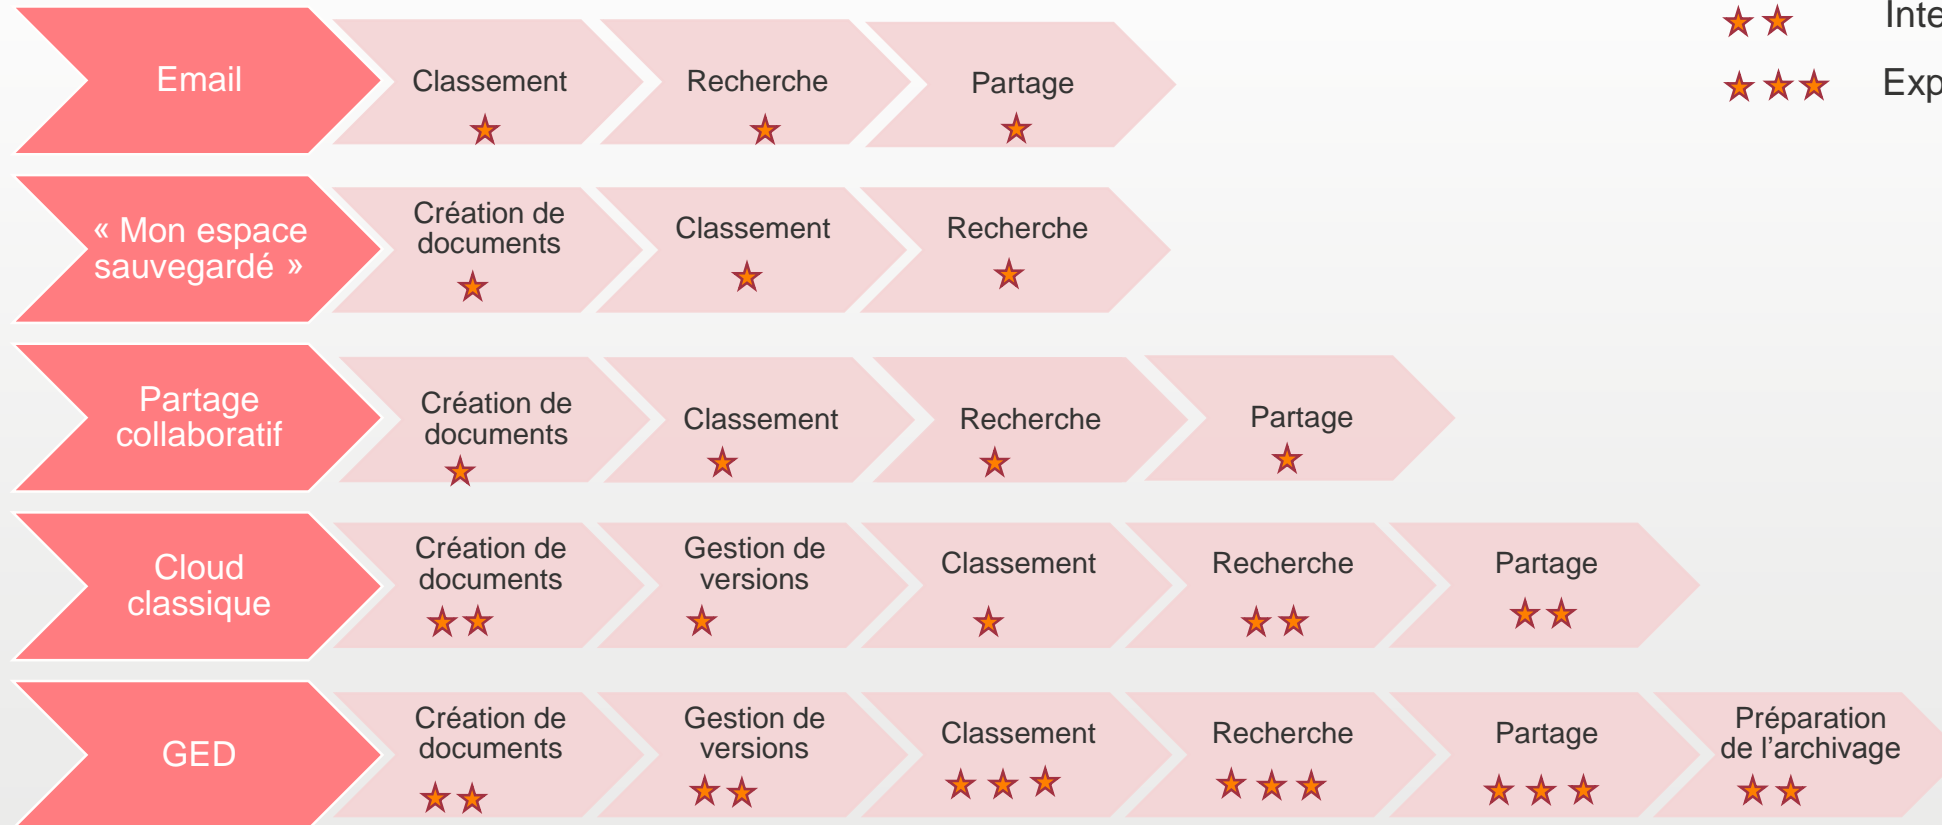 Email
Classement
Recherche
Partage
« Mon espace
sauvegardé »
Création de
documents
Classement
Recherche
Partage
collaboratif
Création de
documents
Classement
Recherche
Partage
Cloud
classique
Création de
documents
Gestion de
versions
Classement
Recherche
Partage
GED
Création de
documents
Gestion de
versions
Classement
Recherche
Partage
Préparation
de l’archivage